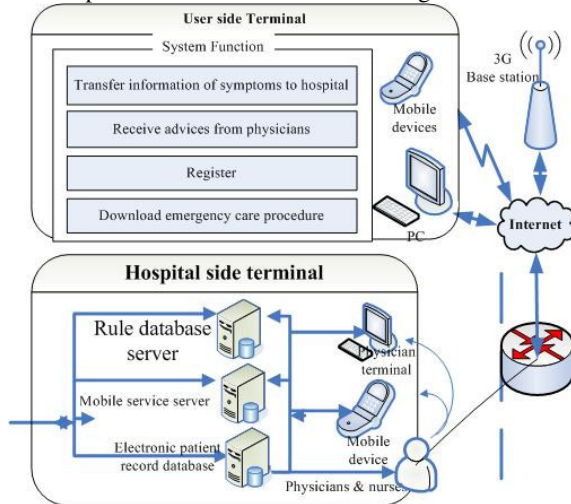 User side Terminal
System Function
Transfer information of symptoms to hospital
Receive advices from physicians
Register
Download emergency care procedure
Mobile
devices
PC
3G
Base station
Internet
Hospital side terminal
Rule database
server
Mobile service server
Electronic patient
record database
Physician
terminal
Mobile
device
Physicians & nurses